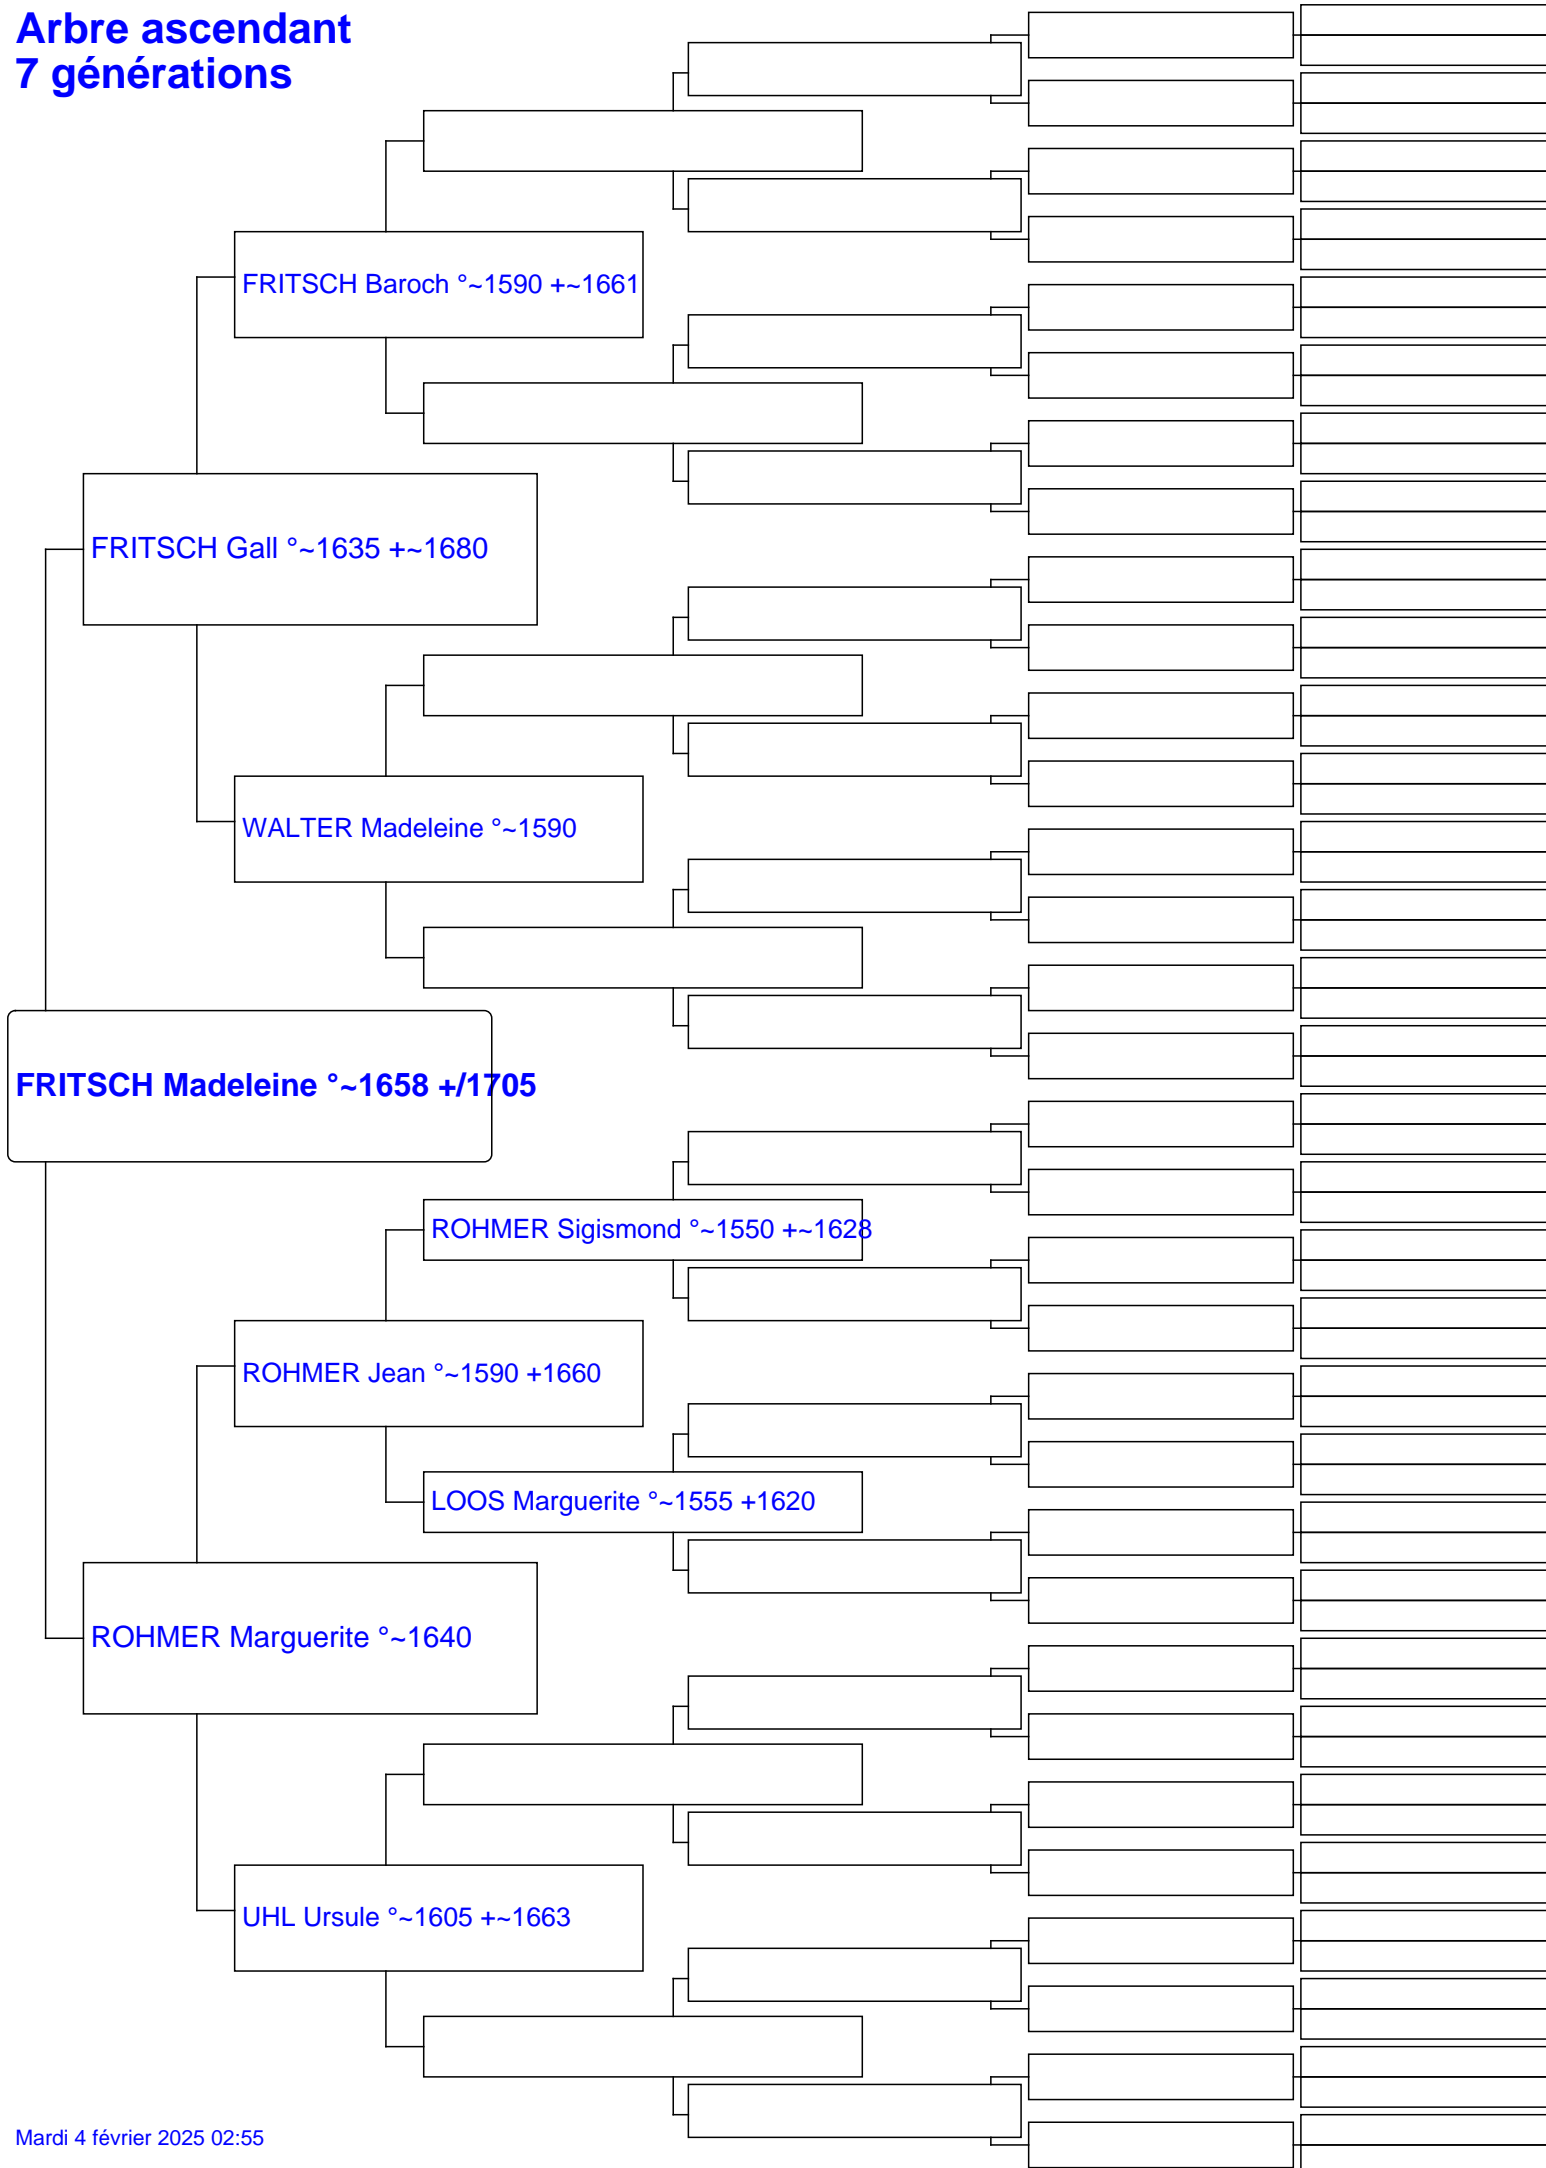 Arbre ascendant
7 générations
FRITSCH Baroch °~1590 +~1661
FRITSCH Gall °~1635 +~1680
WALTER Madeleine °~1590
FRITSCH Madeleine °~1658 +/1705
ROHMER Sigismond °~1550 +~1628
ROHMER Jean °~1590 +1660
LOOS Marguerite °~1555 +1620
ROHMER Marguerite °~1640
UHL Ursule °~1605 +~1663
Mardi 4 février 2025 02:55